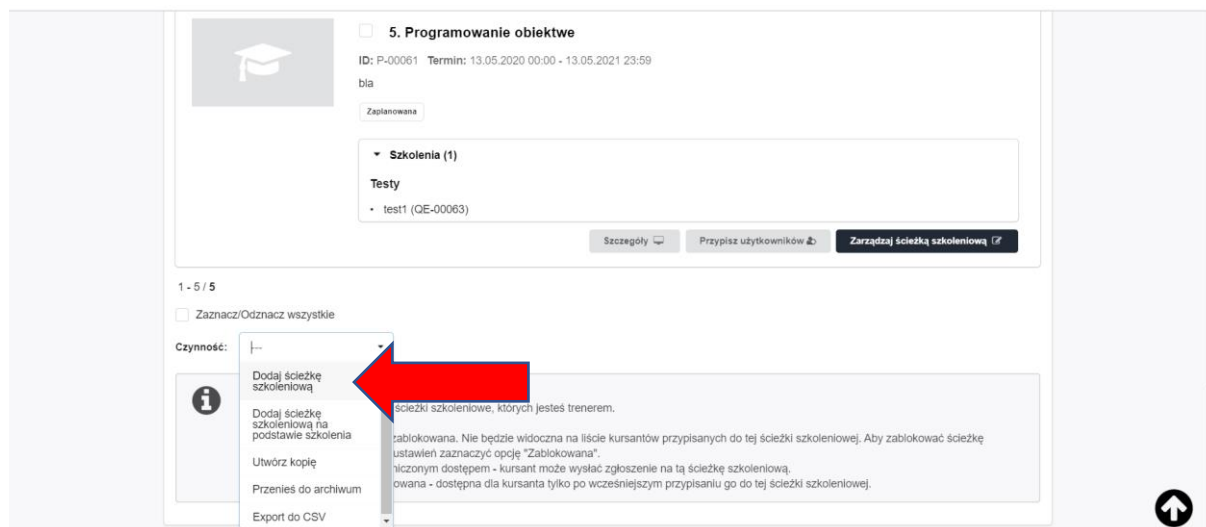 5. Programowanie obiektwe
ID: P-00061 Termin: 13.05.2020 00:00 - 13.05.2021 23:59
bla
Zaplanowana
Szkolenia (1)
Testy
• test1 (QE-00063)
Szczegóły
Przypisz użytkowników
Zarządzaj ścieżką szkoleniową
1 - 5 / 5
Zaznacz/Odznacz wszystkie
Czynność:
---
Dodaj ścieżkę
szkoleniową
Dodaj ścieżkę
szkoleniową na
podstawie szkolenia
Utwórz kopię
Przenieś do archiwum
Export do CSV
ścieżki szkoleniowe, których jesteś trenerem.
zablokowana. Nie będzie widoczna na liście kursantów przypisanych do tej ścieżki szkoleniowej. Aby zablokować ścieżkę
ustawień zaznaczyć opcję "Zablokowana".
niczonym dostępem - kursant może wysłać zgłoszenie na tą ścieżkę szkoleniową.
owana - dostępna dla kursanta tylko po wcześniejszym przypisaniu go do tej ścieżki szkoleniowej.